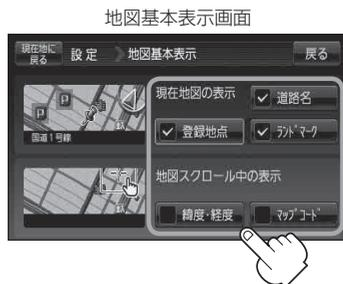 地図基本表示画面
現在地に
戻る
設定
地図基本表示
戻る
現在地図の表示
道路名
登録地点
ﾗﾝﾄﾞﾏｰｸ
国道1号線
地図スクロール中の表示
緯度・経度
ﾏｯﾌﾟｺｰﾄﾞ